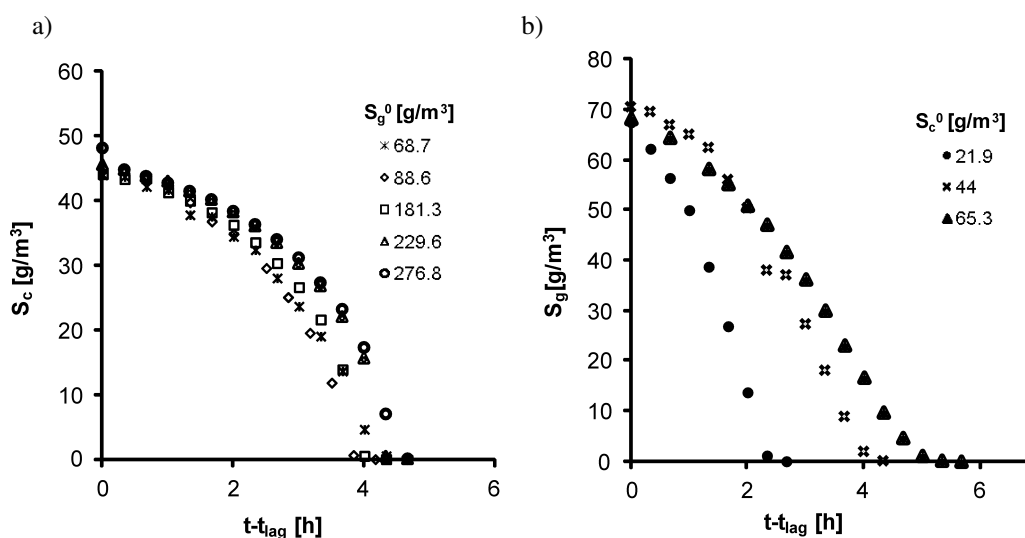 a)
60
50
40
30
20
10
0
S_c [g/m³]
0 2 4 6
t-t_lag [h]
S_g⁰ [g/m³]
68.7
88.6
181.3
229.6
276.8
b)
80
70
60
50
40
30
20
10
0
S_g[g/m³]
0 2 4 6
t-t_lag [h]
S_c⁰ [g/m³]
21.9
44
65.3